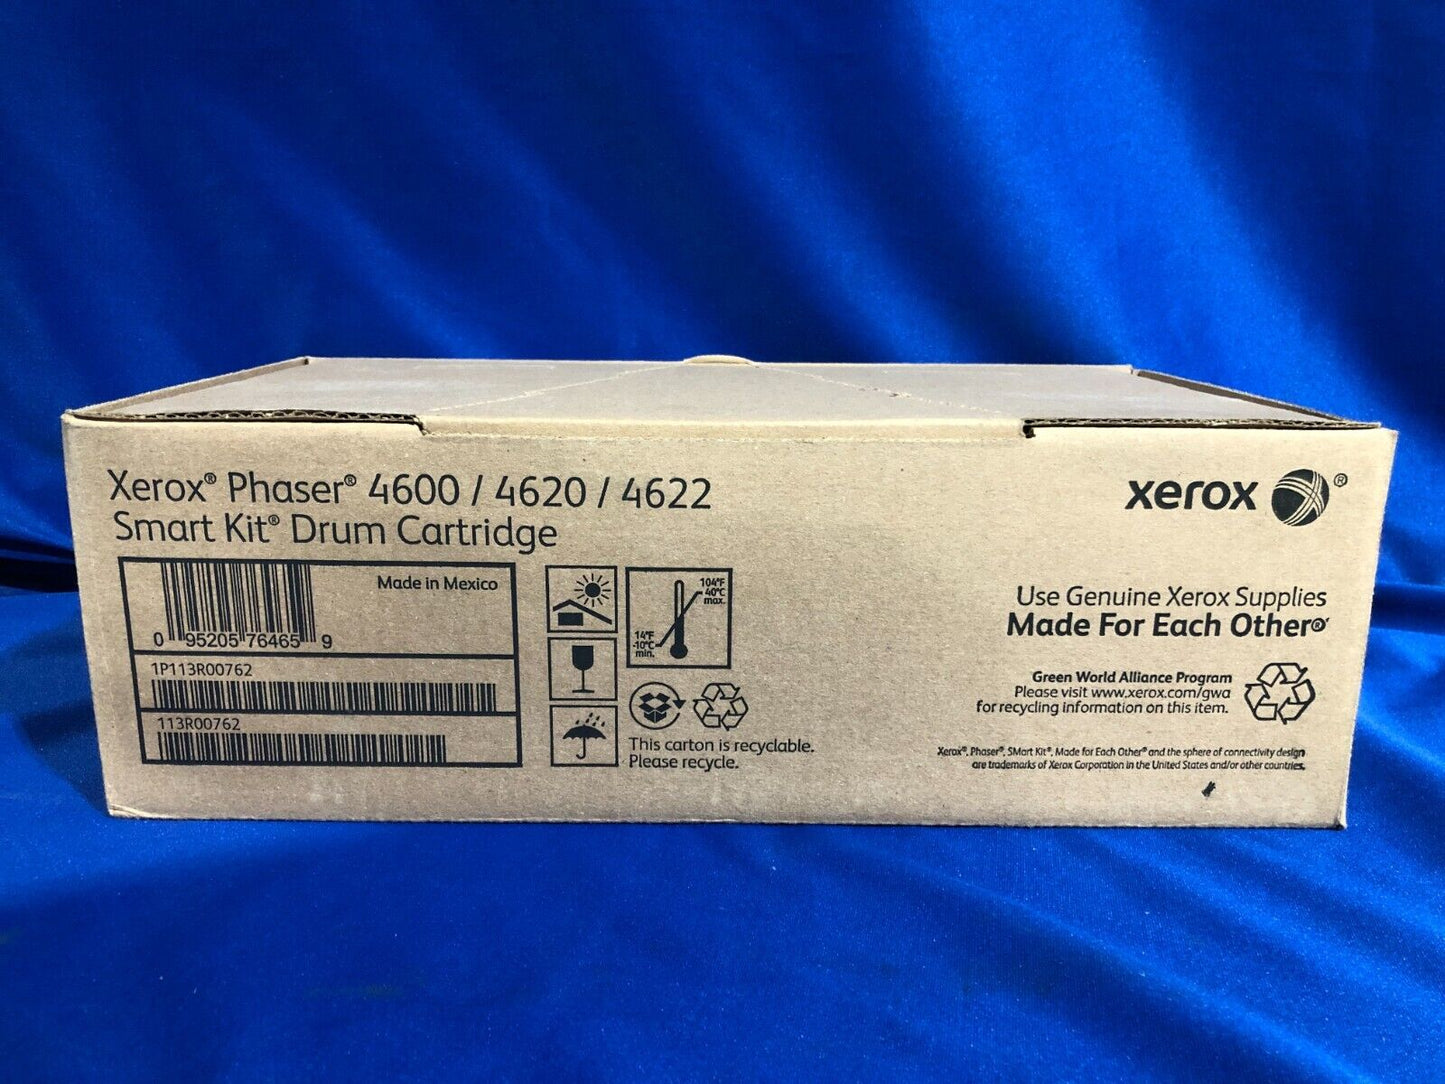 Xerox® Phaser® 4600 / 4620 / 4622
Smart Kit® Drum Cartridge
Made in Mexico
0 95205 76465 9
1P113R00762
113R00762
104°F
40°C
max.
14°F
-10°C
min.
This carton is recyclable.
Please recycle.
xerox ®
Use Genuine Xerox Supplies
Made For Each Other®
Green World Alliance Program
Please visit www.xerox.com/gwa
for recycling information on this item.
Xerox®, Phaser®, SMart Kit®, Made for Each Other® and the sphere of connectivity design
are trademarks of Xerox Corporation in the United States and/or other countries.